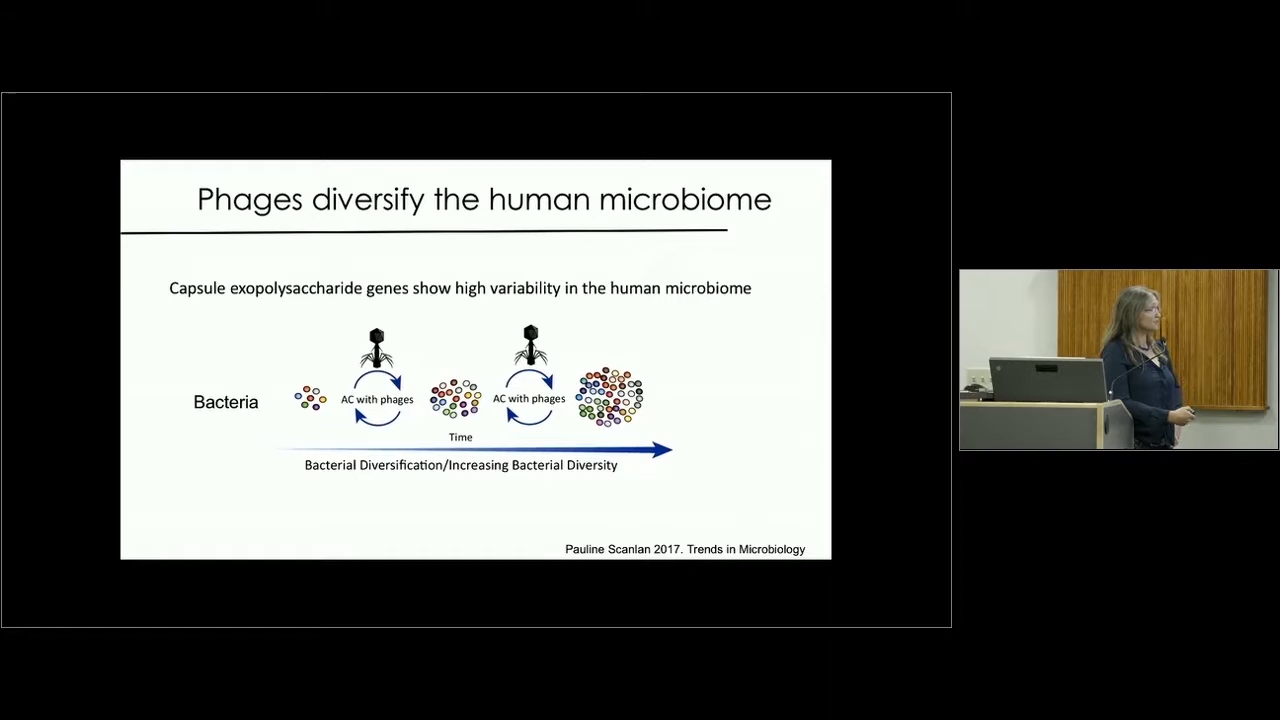 Phages diversify the human microbiome
Capsule exopolysaccharide genes show high variability in the human microbiome
Bacteria
AC with phages
AC with phages
Time
Bacterial Diversification/Increasing Bacterial Diversity
Pauline Scanlan 2017. Trends in Microbiology